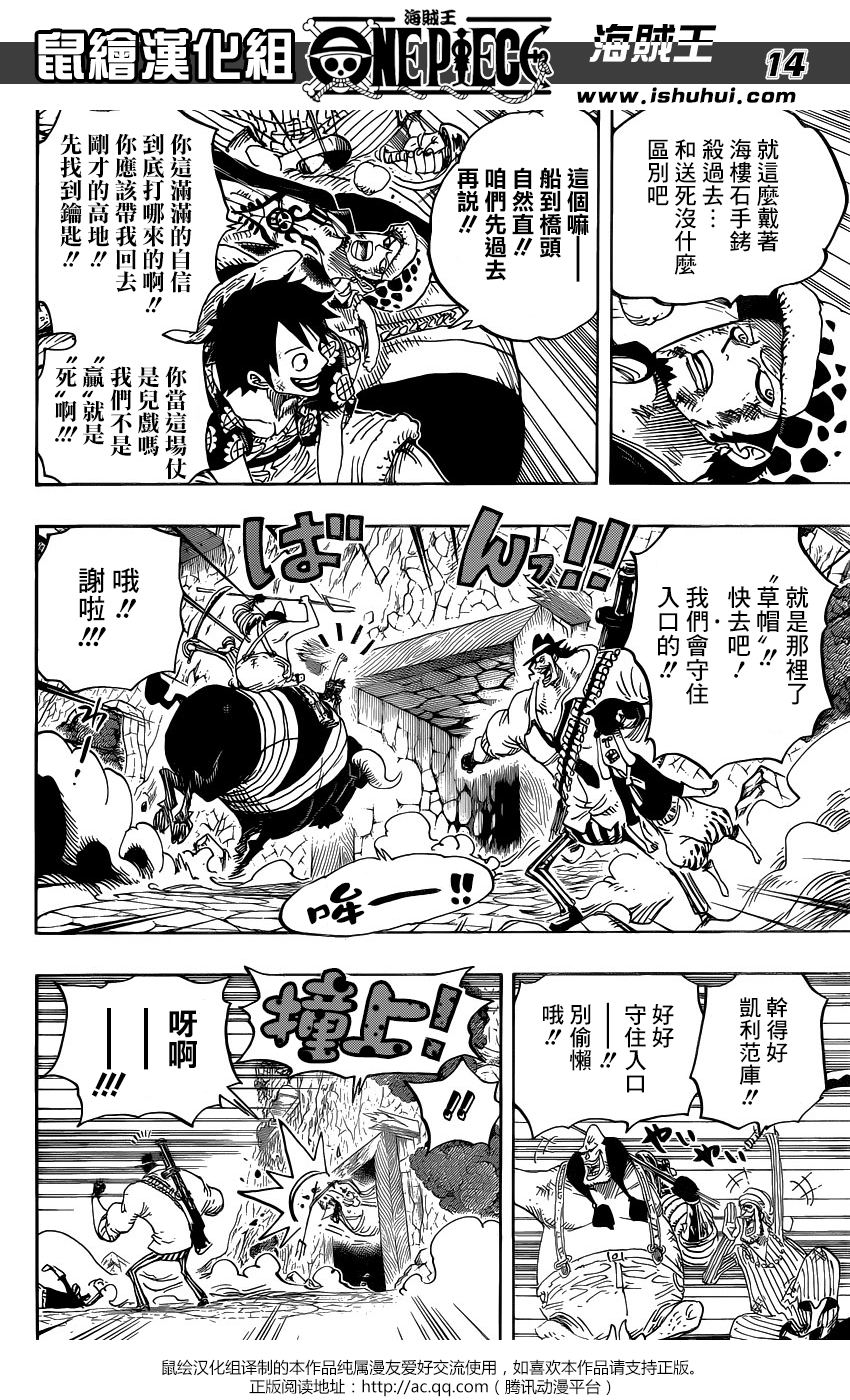 鼠繪漢化組
海賊王
ONE PIECE
海賊王
14
www.ishuhui.com
就這麼戴著
海樓石手銬
殺過去…
和送死沒什麼
區別吧
這個嘛——
船到橋頭
自然直!!
咱們先過去
再說!!
你這滿滿的自信
到底打哪來的啊!!
你應該帶我回去
剛才的高地!!
先找到鑰匙!!
你當這場仗
是兒戲嗎
我們不是
〝贏〞就是
〝死〞啊!!!
就是那裡了
〝草帽〞!!
快去吧!
我們會守住
入口的!!
ばんっ!!
哦!!
謝啦!!!
哞——!!
幹得好
凱利范庫!!
好好
守住入口
——!!
別偷懶
哦!!
やいやい
!!
撞上!
呀啊
——
——
!!!
鼠绘汉化组译制的本作品纯属漫友爱好交流使用，如喜欢本作品请支持正版。
正版阅读地址：http://ac.qq.com（腾讯动漫平台）